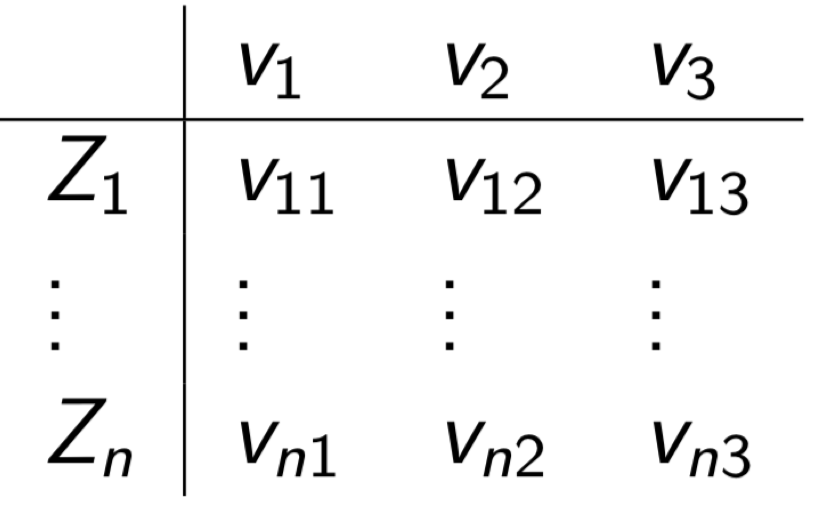 v₁ v₂ v₃
Z₁ v₁₁ v₁₂ v₁₃
⋮ ⋮ ⋮ ⋮
Zₙ vₙ₁ vₙ₂ vₙ₃